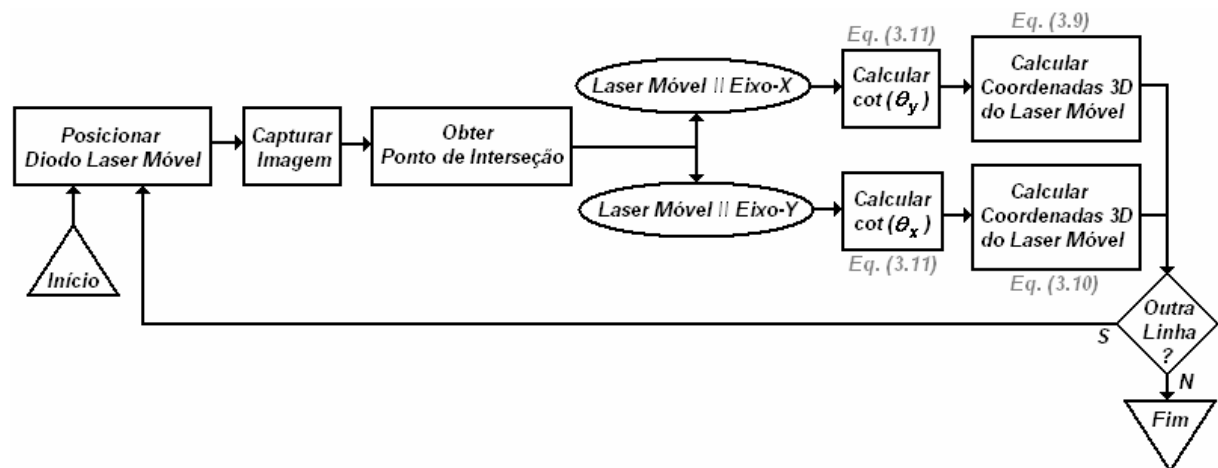 Posicionar
Diodo Laser Móvel
Início
Capturar
Imagem
Obter
Ponto de Interseção
Laser Móvel || Eixo-X
Eq. (3.11)
Calcular
cot (θy)
Eq. (3.9)
Calcular
Coordenadas 3D
do Laser Móvel
Laser Móvel || Eixo-Y
Calcular
cot (θx)
Eq. (3.11)
Calcular
Coordenadas 3D
do Laser Móvel
Eq. (3.10)
Outra
Linha
?
S
N
Fim